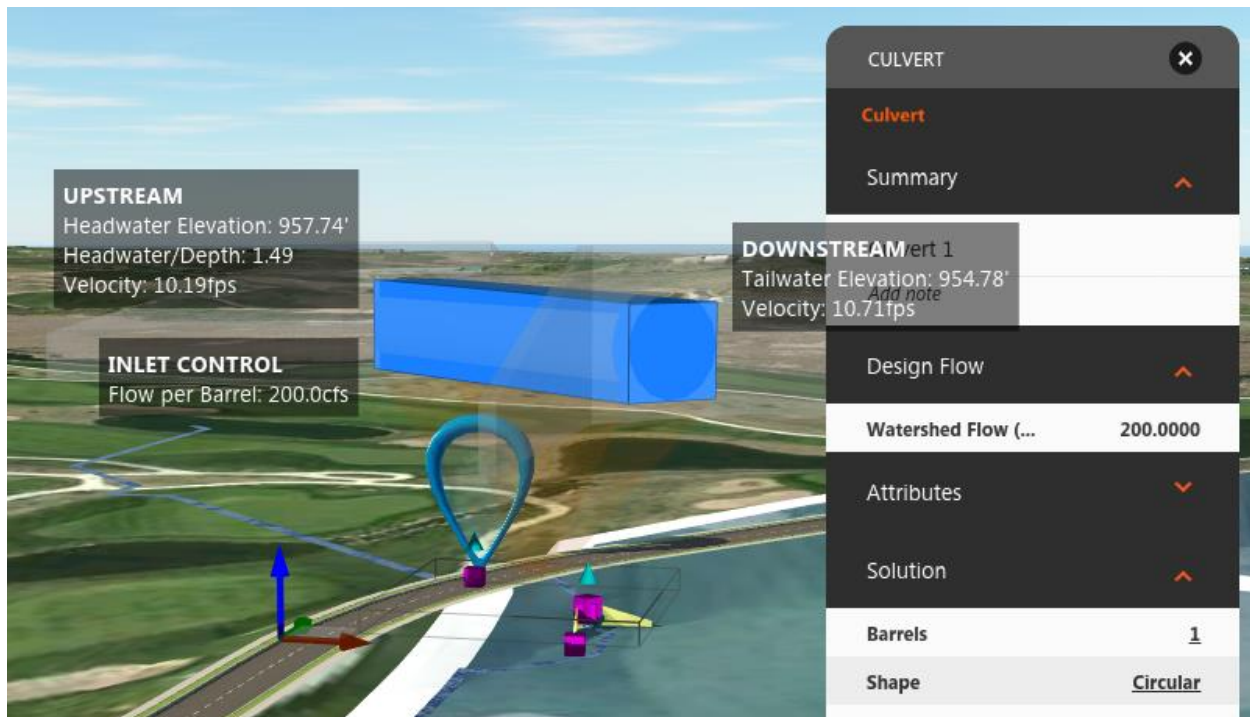 UPSTREAM
Headwater Elevation: 957.74'
Headwater/Depth: 1.49
Velocity: 10.19fps
INLET CONTROL
Flow per Barrel: 200.0cfs
DOWNSTREAM
Tailwater Elevation: 954.78'
Velocity: 10.71fps
CULVERT
Culvert
Summary
vert 1
Add note
Design Flow
Watershed Flow (... 200.0000
Attributes
Solution
Barrels 1
Shape Circular